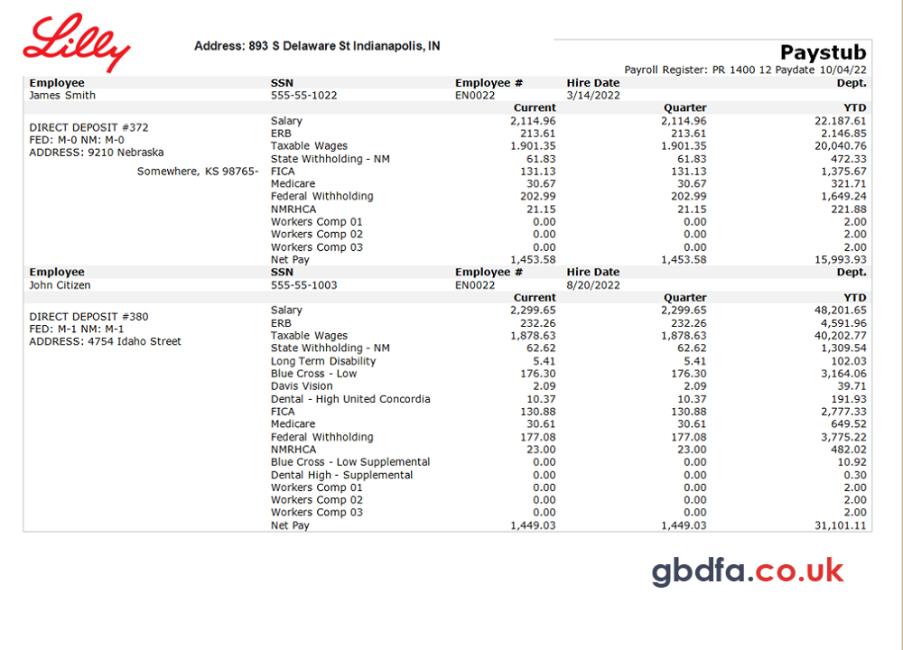 Lilly
Address: 893 S Delaware St Indianapolis, IN
Paystub
Payroll Register: PR 1400 12 Paydate 10/04/22
Employee SSN Employee # Hire Date Dept.
James Smith 555-55-1022 EN0022 3/14/2022
Current Quarter YTD
DIRECT DEPOSIT #372
FED: M-0 NM: M-0
ADDRESS: 9210 Nebraska
Somewhere, KS 98765-
Salary 2,114.96 2,114.96 22.187.61
ERB 213.61 213.61 2,146.85
Taxable Wages 1.901.35 1,901.35 20,040.76
State Withholding - NM 61.83 61.83 472.33
FICA 131.13 131.13 1,375.67
Medicare 30.67 30.67 321.71
Federal Withholding 202.99 202.99 1,649.24
NMRHCA 21.15 21.15 221.88
Workers Comp 01 0.00 0.00 2.00
Workers Comp 02 0.00 0.00 2.00
Workers Comp 03 0.00 0.00 2.00
Net Pay 1,453.58 1,453.58 15,993.93
Employee SSN Employee # Hire Date Dept.
John Citizen 555-55-1003 EN0022 8/20/2022
Current Quarter YTD
DIRECT DEPOSIT #380
FED: M-1 NM: M-1
ADDRESS: 4754 Idaho Street
Salary 2,299.65 2,299.65 48,201.65
ERB 232.26 232.26 4,591.96
Taxable Wages 1,878.63 1,878.63 40,202.77
State Withholding - NM 62.62 62.62 1,309.54
Long Term Disability 5.41 5.41 102.03
Blue Cross - Low 176.30 176.30 3,164.06
Davis Vision 2.09 2.09 39.71
Dental - High United Concordia 10.37 10.37 191.93
FICA 130.88 130.88 2,777.33
Medicare 30.61 30.61 649.52
Federal Withholding 177.08 177.08 3,775.22
NMRHCA 23.00 23.00 482.02
Blue Cross - Low Supplemental 0.00 0.00 10.92
Dental High - Supplemental 0.00 0.00 0.30
Workers Comp 01 0.00 0.00 2.00
Workers Comp 02 0.00 0.00 2.00
Workers Comp 03 0.00 0.00 2.00
Net Pay 1,449.03 1,449.03 31,101.11
gbdfa.co.uk